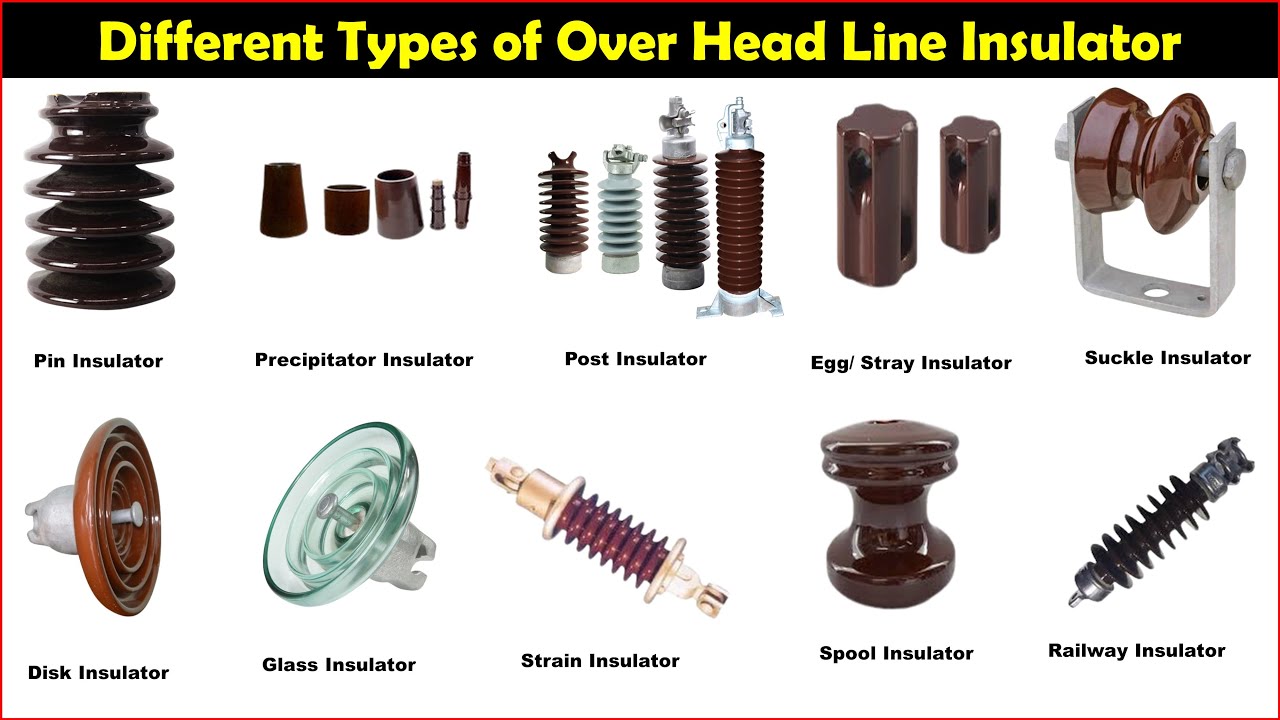 Different Types of Over Head Line Insulator
Pin Insulator
Precipitator Insulator
Post Insulator
Egg/ Stray Insulator
Suckle Insulator
Disk Insulator
Glass Insulator
Strain Insulator
Spool Insulator
Railway Insulator